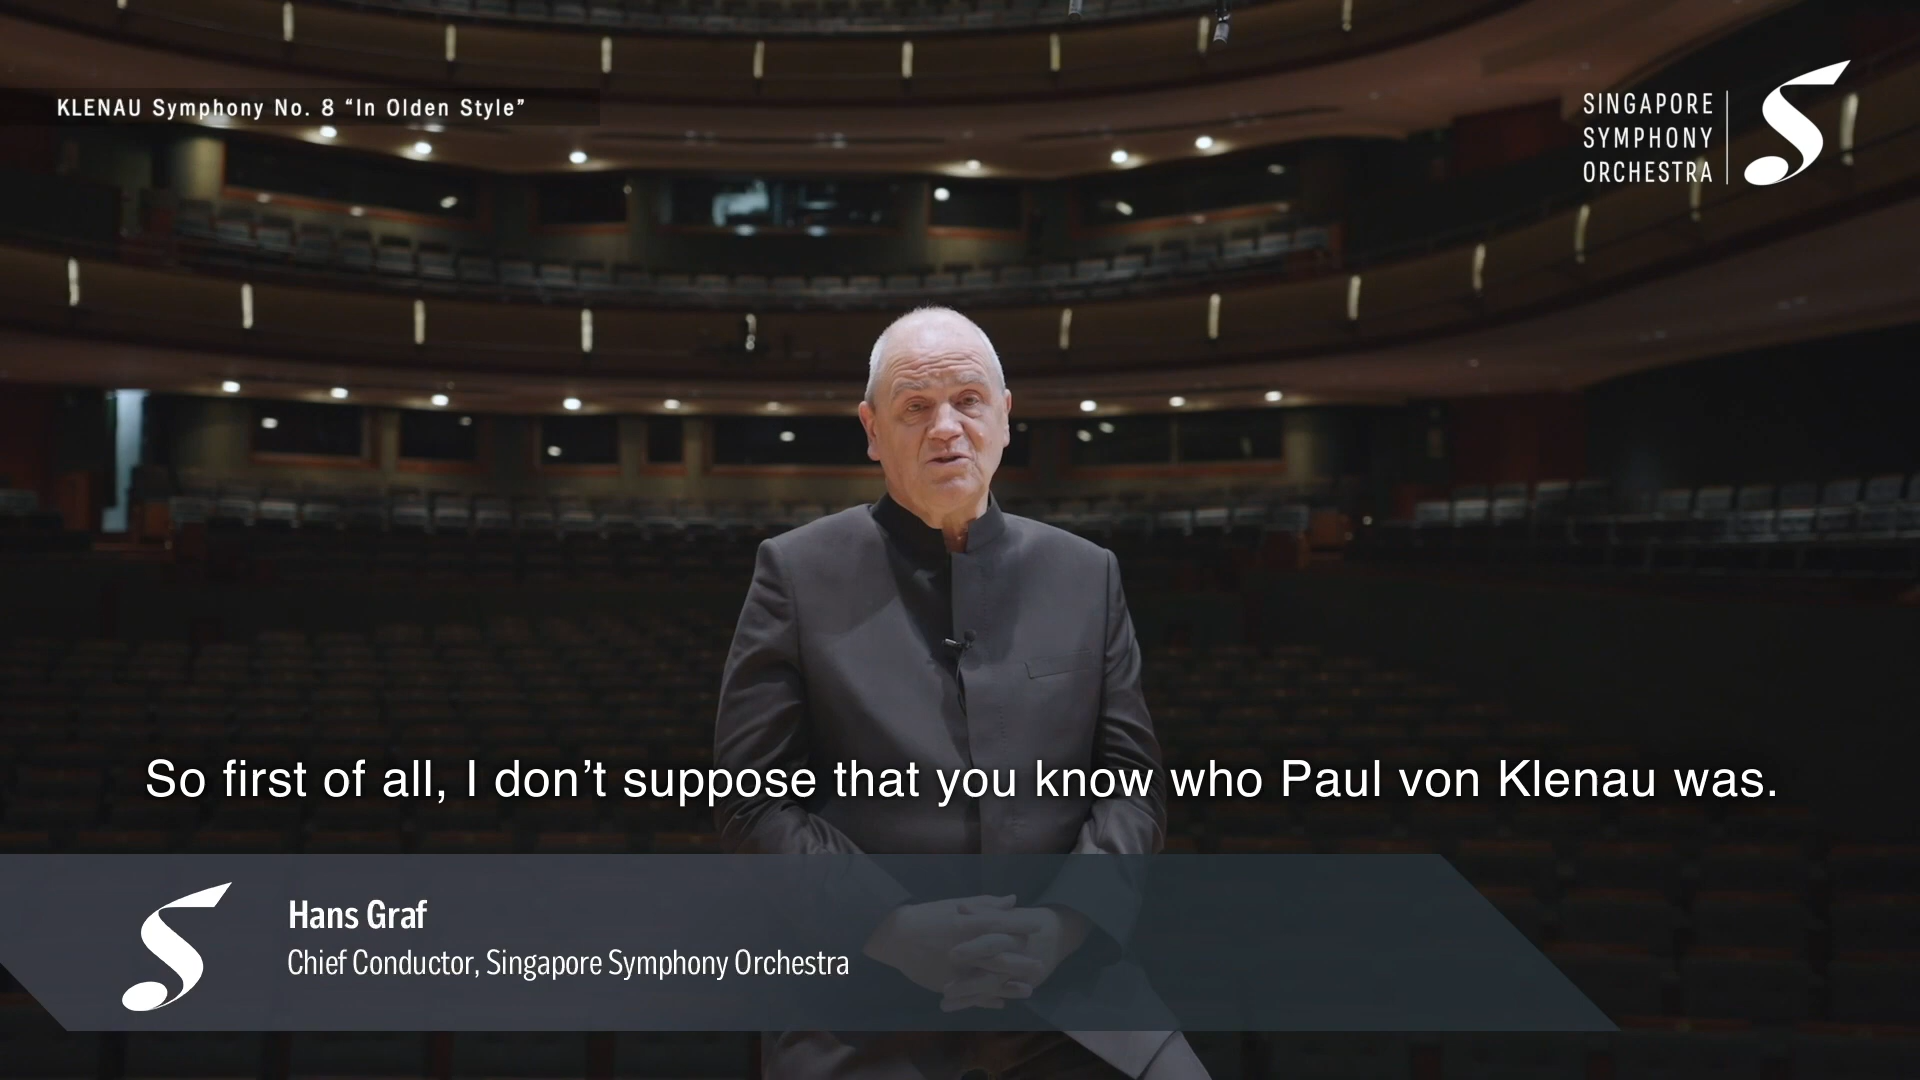 KLENAU Symphony No. 8 “In Olden Style”
SINGAPORE
SYMPHONY
ORCHESTRA
So first of all, I don’t suppose that you know who Paul von Klenau was.
Hans Graf
Chief Conductor, Singapore Symphony Orchestra